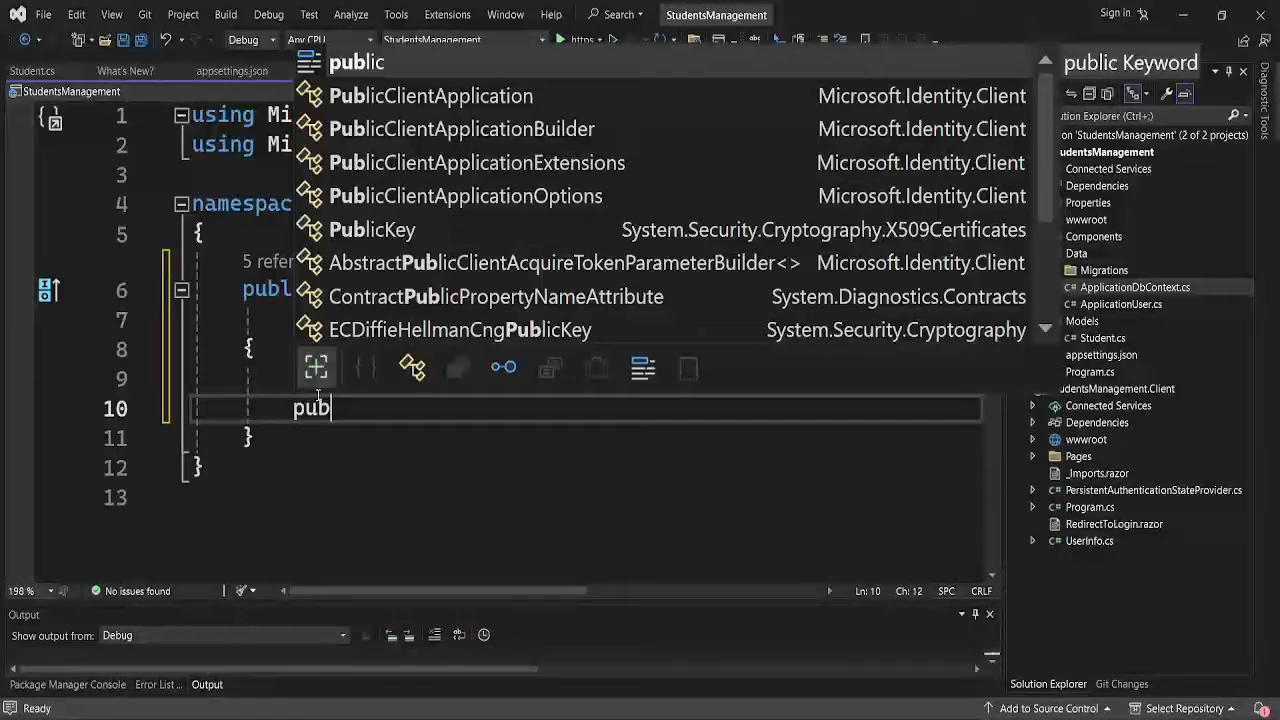 File Edit View Git Project Build Debug Test Analyze Tools Extensions Window Help Search StudentsManagement Sign in
Debug Any CPU StudentsManagement https
Student.cs What's New? appsettings.json
StudentsManagement
public
PublicClientApplication Microsoft.Identity.Client
PublicClientApplicationBuilder Microsoft.Identity.Client
PublicClientApplicationExtensions Microsoft.Identity.Client
PublicClientApplicationOptions Microsoft.Identity.Client
PublicKey System.Security.Cryptography.X509Certificates
AbstractPublicClientAcquireTokenParameterBuilder<> Microsoft.Identity.Client
ContractPublicPropertyNameAttribute System.Diagnostics.Contracts
ECDiffieHellmanCngPublicKey System.Security.Cryptography
public Keyword
1 using Mi
2 using Mi
3
4 namespac
5 {
5 refer
6 publ
7
8 {
9
10 pub
11 }
12 }
13
198 % No issues found Ln: 10 Ch: 12 SPC CRLF
Output
Show output from: Debug
Package Manager Console Error List ... Output
ution Explorer (Ctrl+;)
on 'StudentsManagement' (2 of 2 projects)
udentsManagement
Connected Services
Dependencies
Properties
wwwroot
Components
Data
Migrations
ApplicationDbContext.cs
ApplicationUser.cs
Models
Student.cs
appsettings.json
Program.cs
udentsManagement.Client
Connected Services
Dependencies
wwwroot
Pages
_Imports.razor
PersistentAuthenticationStateProvider.cs
Program.cs
RedirectToLogin.razor
UserInfo.cs
Solution Explorer Git Changes
Diagnostic Tools
Ready Add to Source Control Select Repository 1